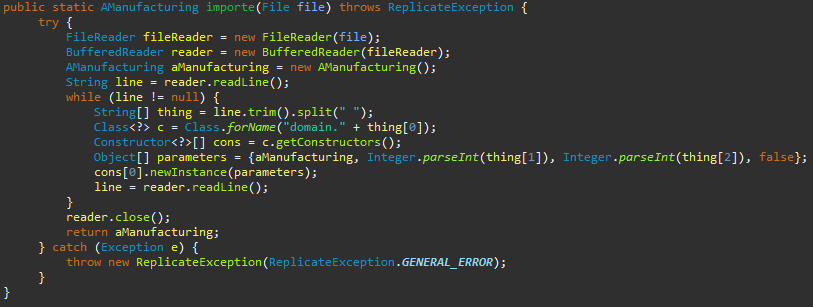 public static AManufacturing importe(File file) throws ReplicateException {
try {
FileReader fileReader = new FileReader(file);
BufferedReader reader = new BufferedReader(fileReader);
AManufacturing aManufacturing = new AManufacturing();
String line = reader.readLine();
while (line != null) {
String[] thing = line.trim().split(" ");
Class<?> c = Class.forName("domain." + thing[0]);
Constructor<?>[] cons = c.getConstructors();
Object[] parameters = {aManufacturing, Integer.parseInt(thing[1]), Integer.parseInt(thing[2]), false};
cons[0].newInstance(parameters);
line = reader.readLine();
}
reader.close();
return aManufacturing;
} catch (Exception e) {
throw new ReplicateException(ReplicateException.GENERAL_ERROR);
}
}